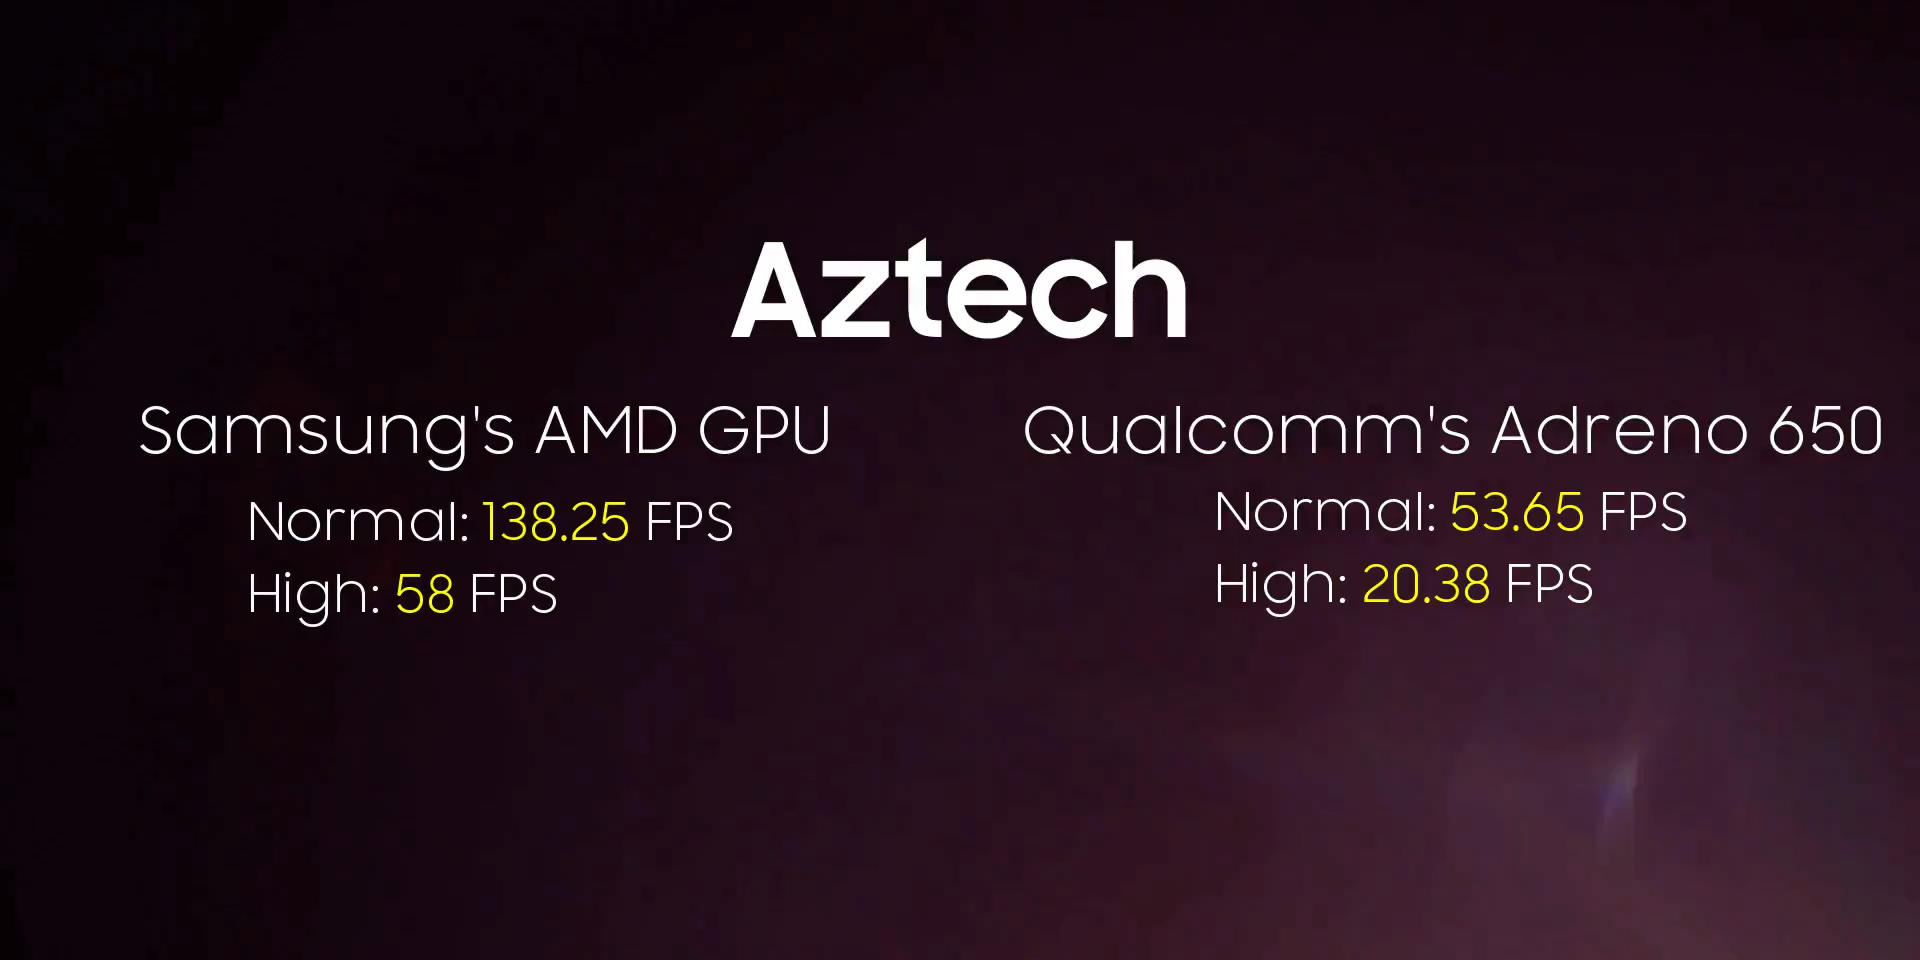 Aztech
Samsung's AMD GPU
Normal: 138.25 FPS
High: 58 FPS
Qualcomm's Adreno 650
Normal: 53.65 FPS
High: 20.38 FPS